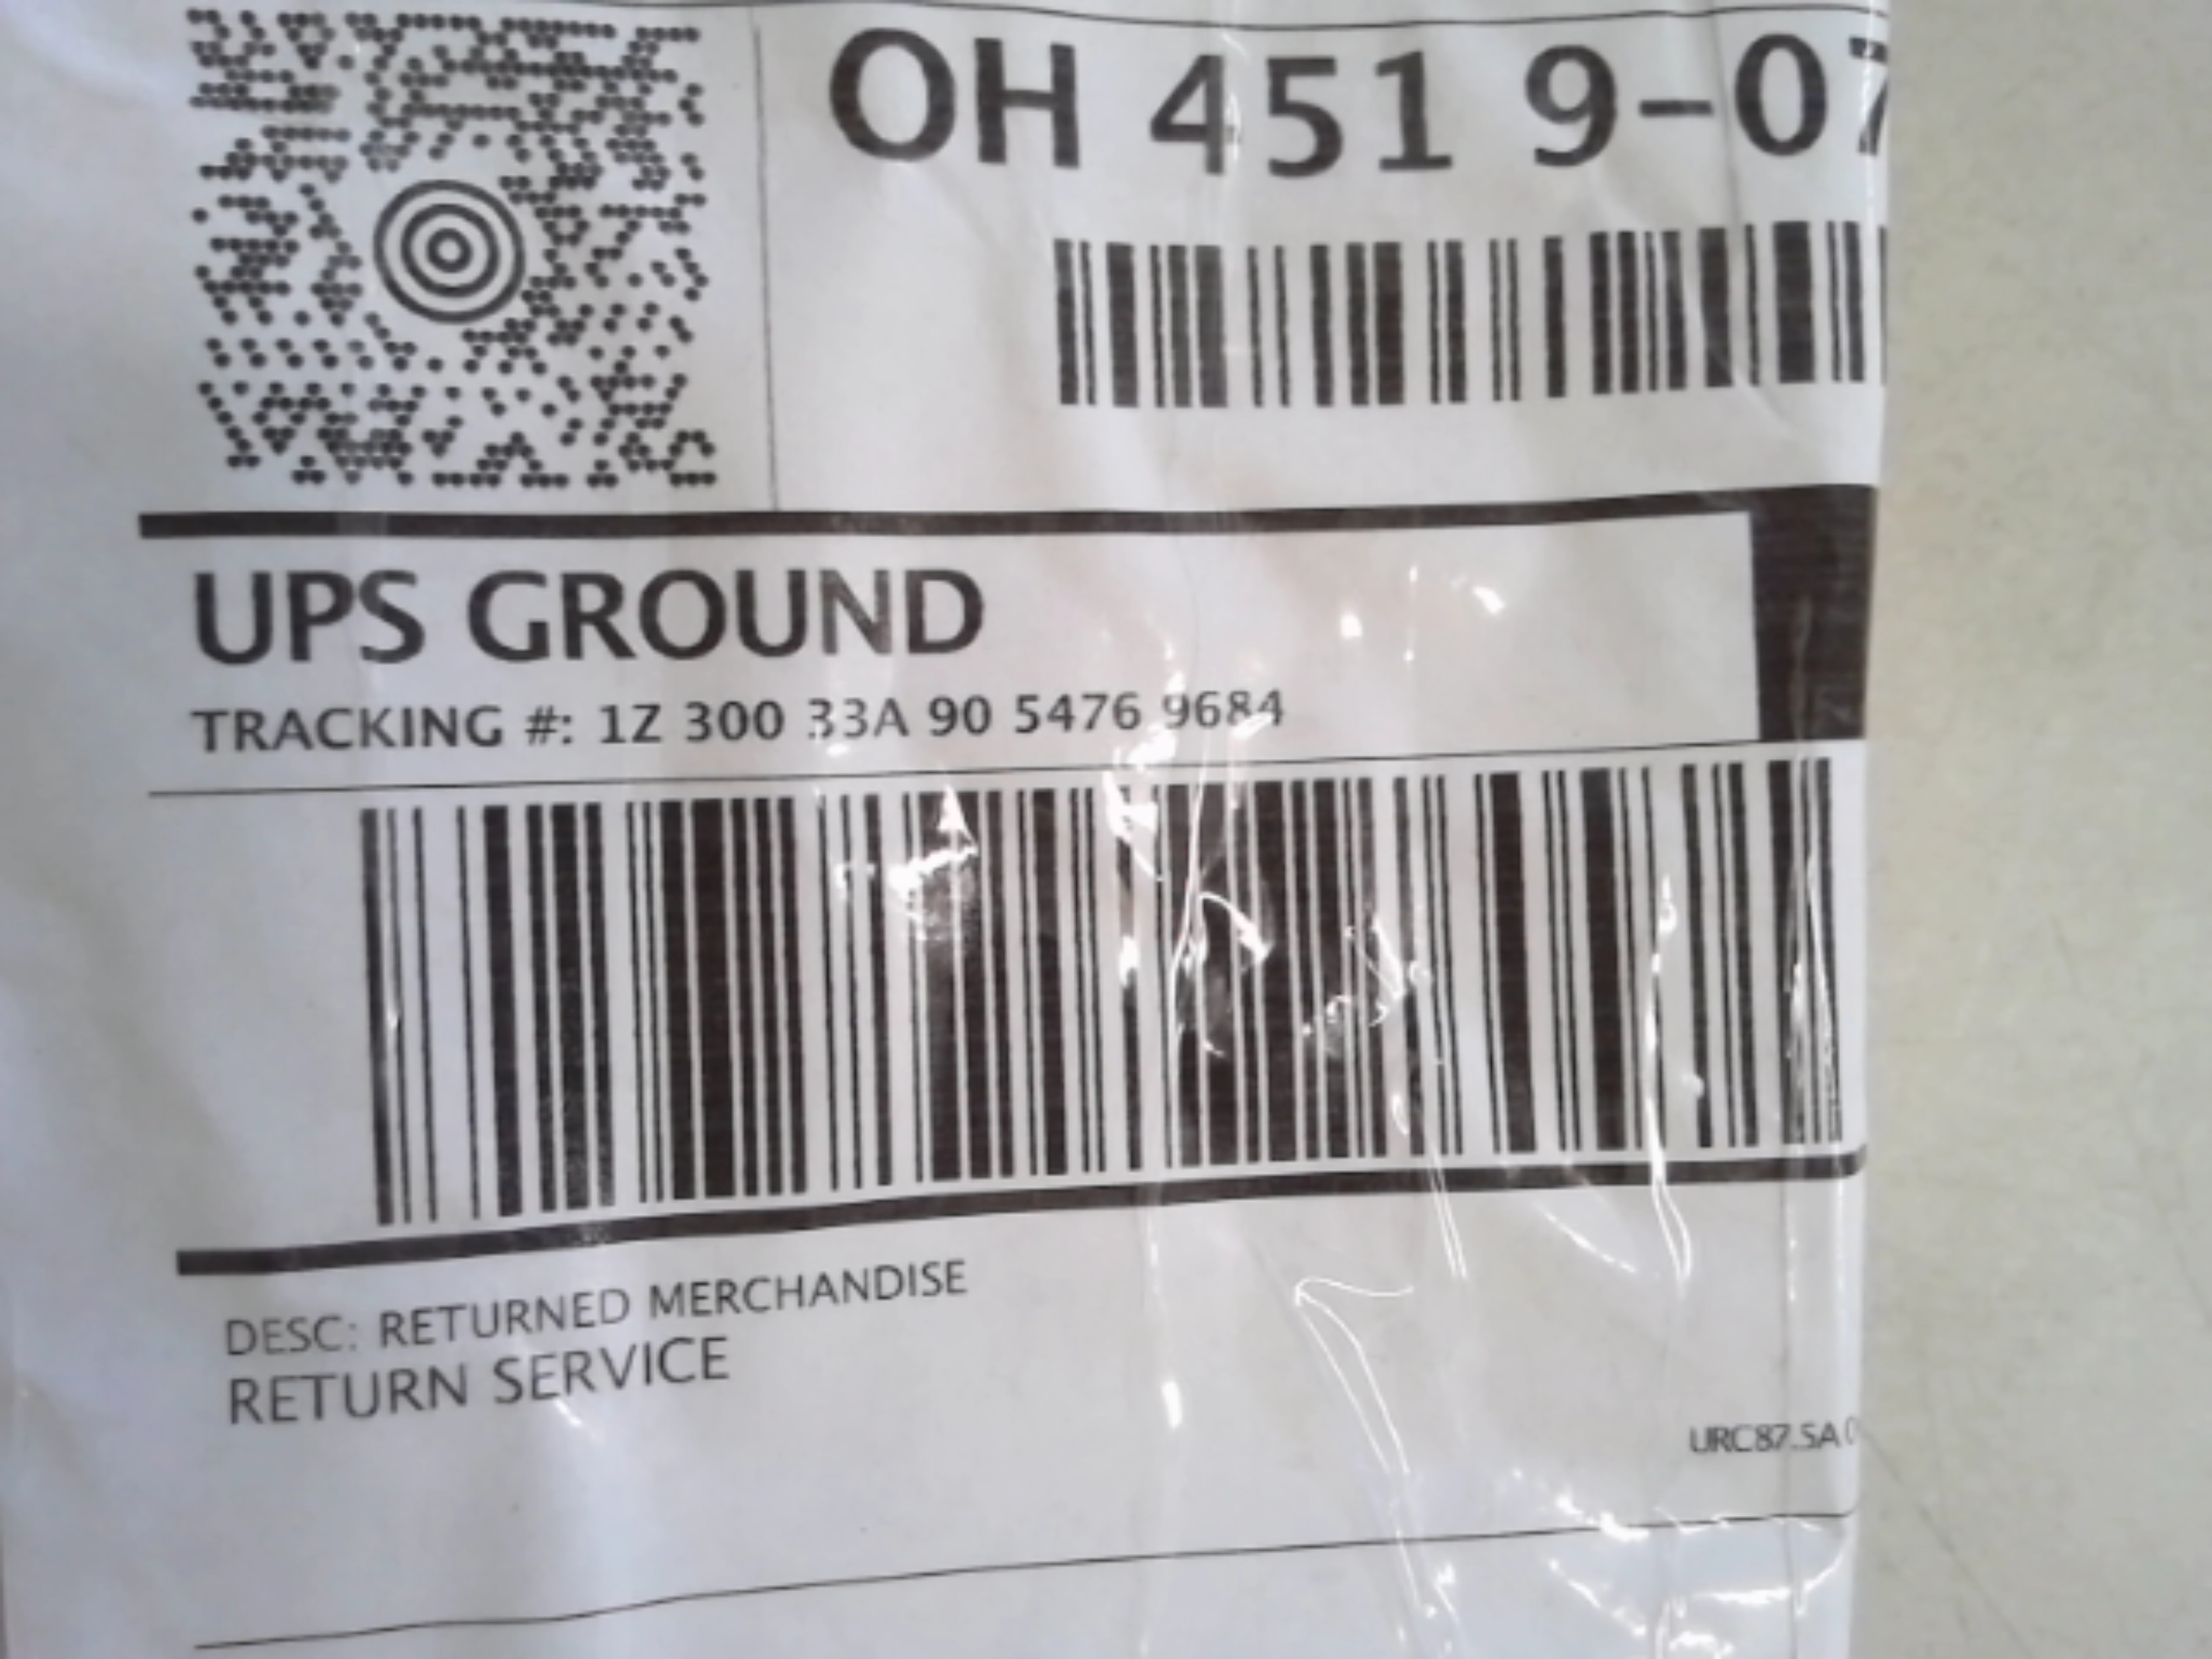 OH 451 9-07
UPS GROUND
TRACKING #: 1Z 300 33A 90 5476 9684
DESC: RETURNED MERCHANDISE
RETURN SERVICE
URC87.5A